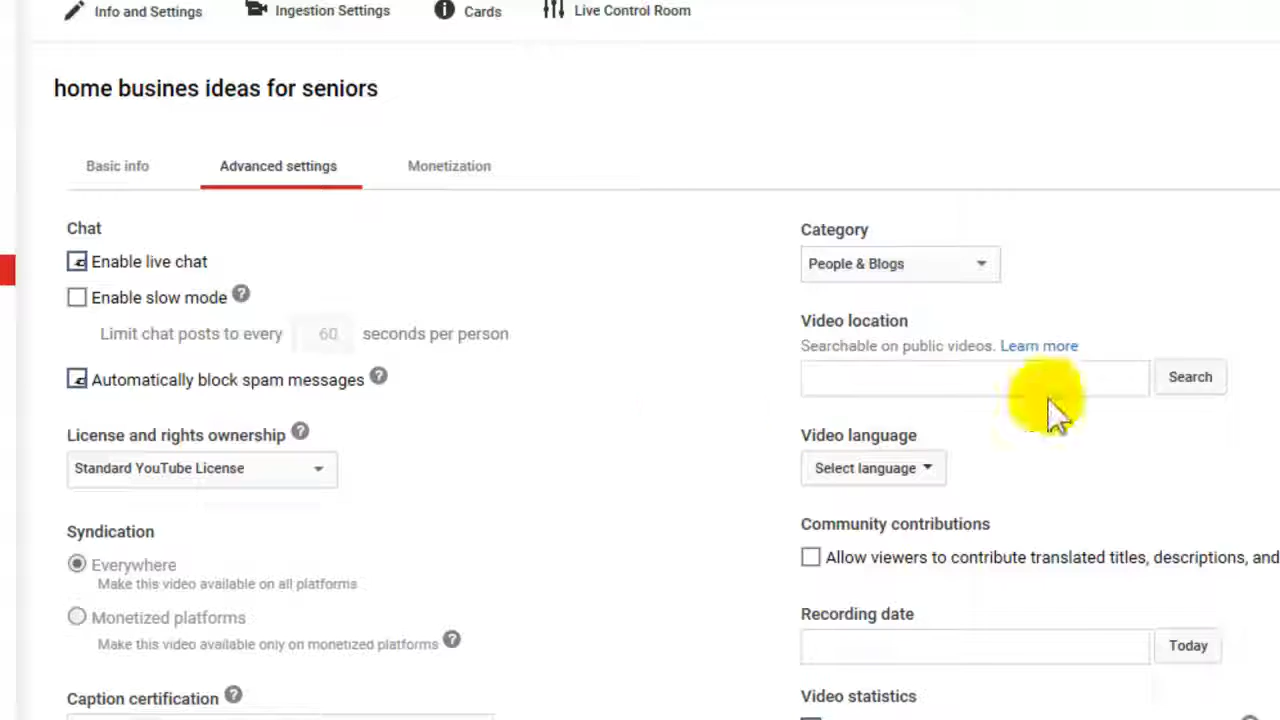 Info and Settings
Ingestion Settings
Cards
Live Control Room
home busines ideas for seniors
Basic info
Advanced settings
Monetization
Chat
Enable live chat
Enable slow mode
Limit chat posts to every 60 seconds per person
Automatically block spam messages
License and rights ownership
Standard YouTube License
Syndication
Everywhere
Make this video available on all platforms
Monetized platforms
Make this video available only on monetized platforms
Caption certification
Category
People & Blogs
Video location
Searchable on public videos. Learn more
Search
Video language
Select language
Community contributions
Allow viewers to contribute translated titles, descriptions, and
Recording date
Today
Video statistics